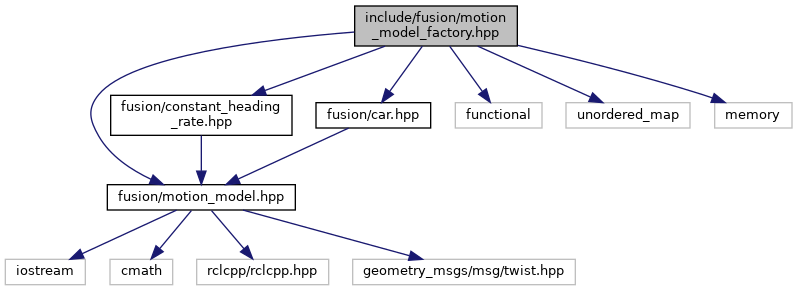 include/fusion/motion
_model_factory.hpp
fusion/constant_heading
_rate.hpp
fusion/car.hpp
functional
unordered_map
memory
fusion/motion_model.hpp
iostream
cmath
rclcpp/rclcpp.hpp
geometry_msgs/msg/twist.hpp